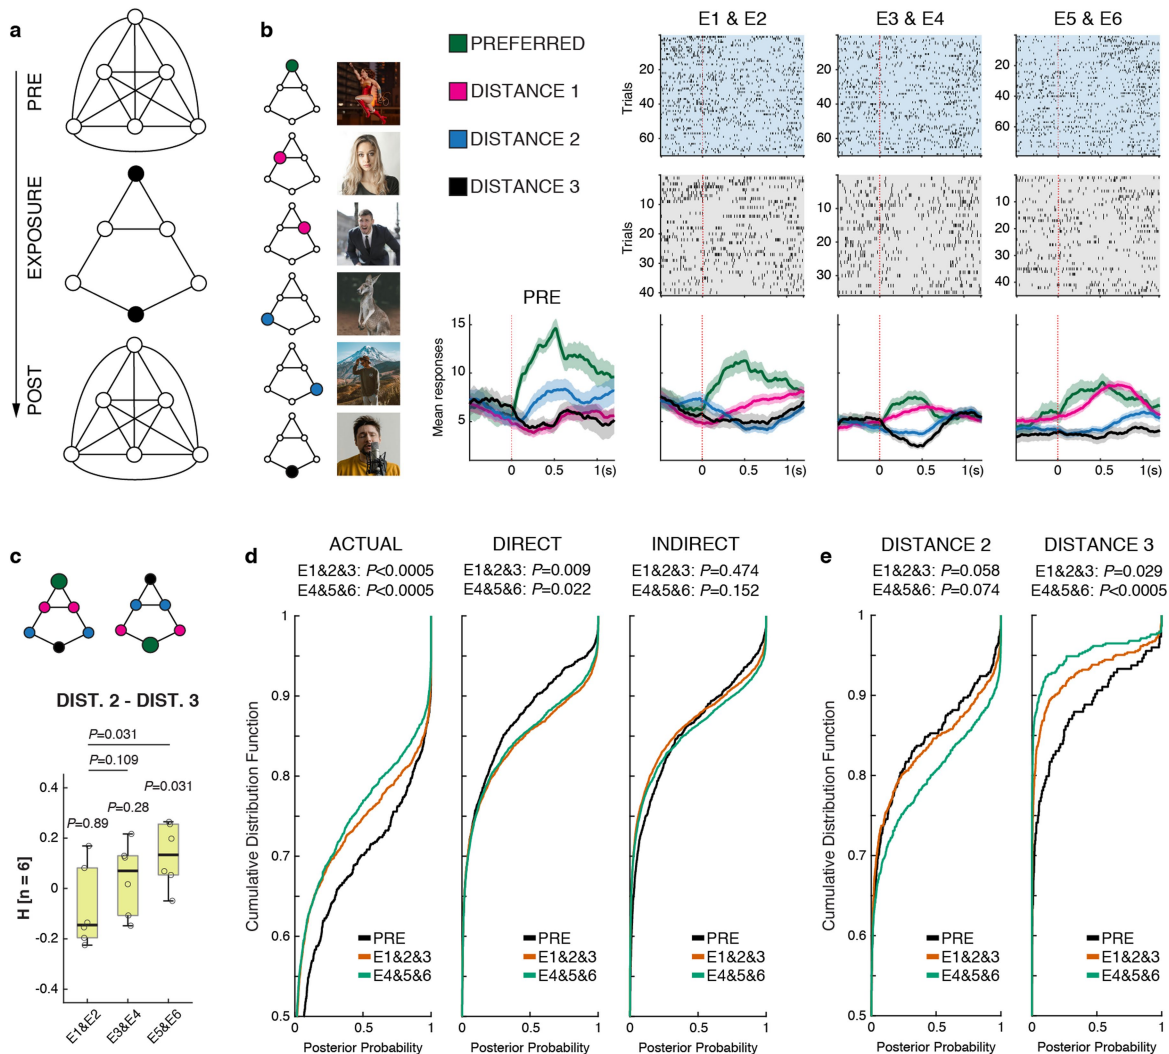 a
PRE
EXPOSURE
POST
b
PREFERRED
DISTANCE 1
DISTANCE 2
DISTANCE 3
E1 & E2
E3 & E4
E5 & E6
Trials
20
40
60
20
40
60
20
40
60
Trials
10
20
30
40
10
20
30
10
20
30
40
PRE
Mean responses
15
10
5
0
0.5
1(s)
0
0.5
1(s)
0
0.5
1(s)
0
0.5
1(s)
c
DIST. 2 - DIST. 3
P=0.031
P=0.109
P=0.031
P=0.28
P=0.89
H [n = 6]
0.4
0.2
0
-0.2
-0.4
E1&E2
E3&E4
E5&E6
d
ACTUAL
E1&2&3: P<0.0005
E4&5&6: P<0.0005
DIRECT
E1&2&3: P=0.009
E4&5&6: P=0.022
INDIRECT
E1&2&3: P=0.474
E4&5&6: P=0.152
Cumulative Distribution Function
1
0.9
0.8
0.7
0.6
0.5
PRE
E1&2&3
E4&5&6
0
0.5
1
Posterior Probability
PRE
E1&2&3
E4&5&6
0
0.5
1
Posterior Probability
PRE
E1&2&3
E4&5&6
0
0.5
1
Posterior Probability
e
DISTANCE 2
E1&2&3: P=0.058
E4&5&6: P=0.074
DISTANCE 3
E1&2&3: P=0.029
E4&5&6: P<0.0005
Cumulative Distribution Function
1
0.9
0.8
0.7
0.6
0.5
PRE
E1&2&3
E4&5&6
0
0.5
1
Posterior Probability
PRE
E1&2&3
E4&5&6
0
0.5
1
Posterior Probability